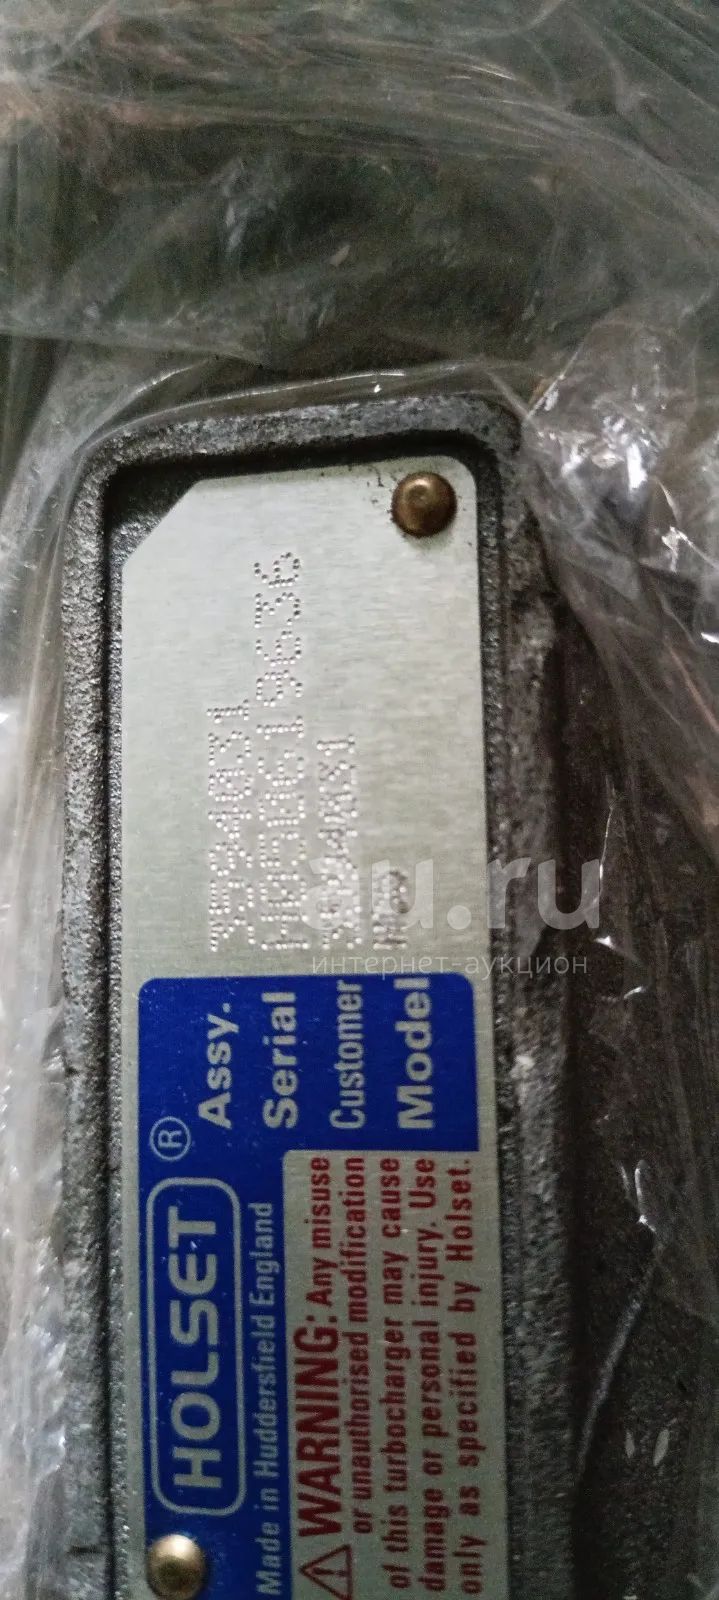 HOLSET®
Made in Huddersfield England
Assy. 3594031
Serial
Customer
Model
WARNING: Any misuse
or unauthorised modification
of this turbocharger may cause
damage or personal injury. Use
only as specified by Holset.
au.ru
интернет-аукцион